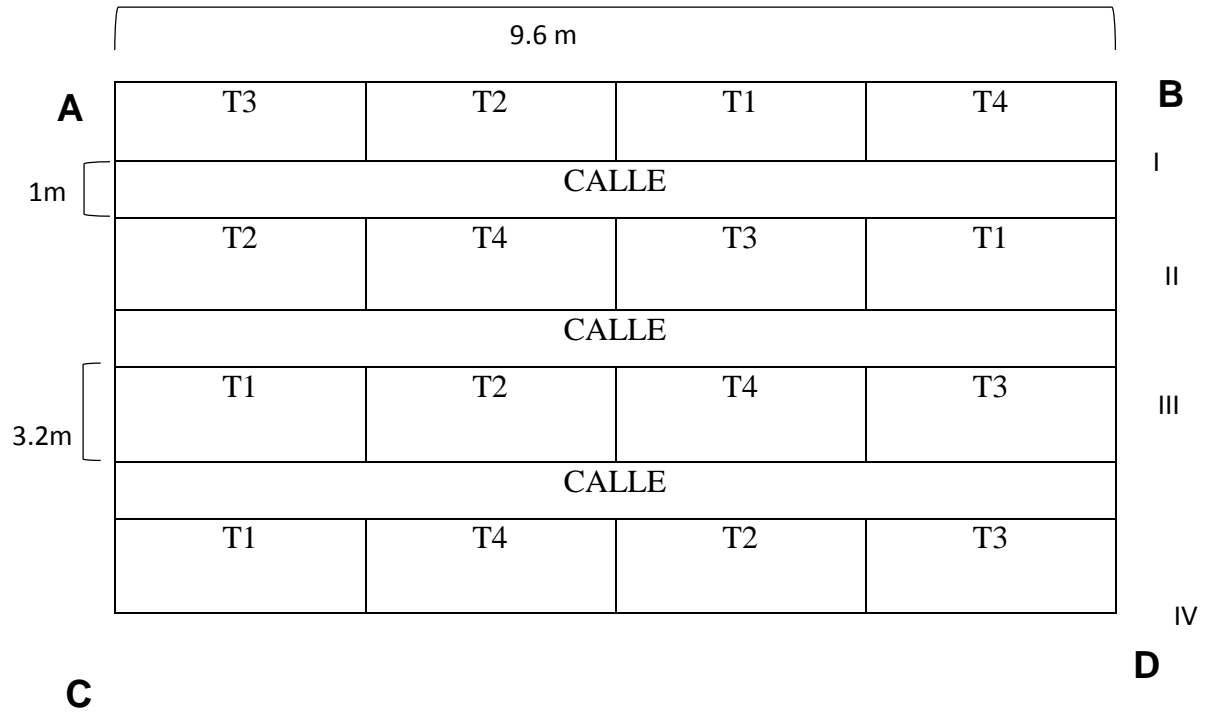 9.6 m
A
B
T3 T2 T1 T4
I
1m
CALLE
T2 T4 T3 T1
II
CALLE
T1 T2 T4 T3
III
3.2m
CALLE
T1 T4 T2 T3
IV
D
C